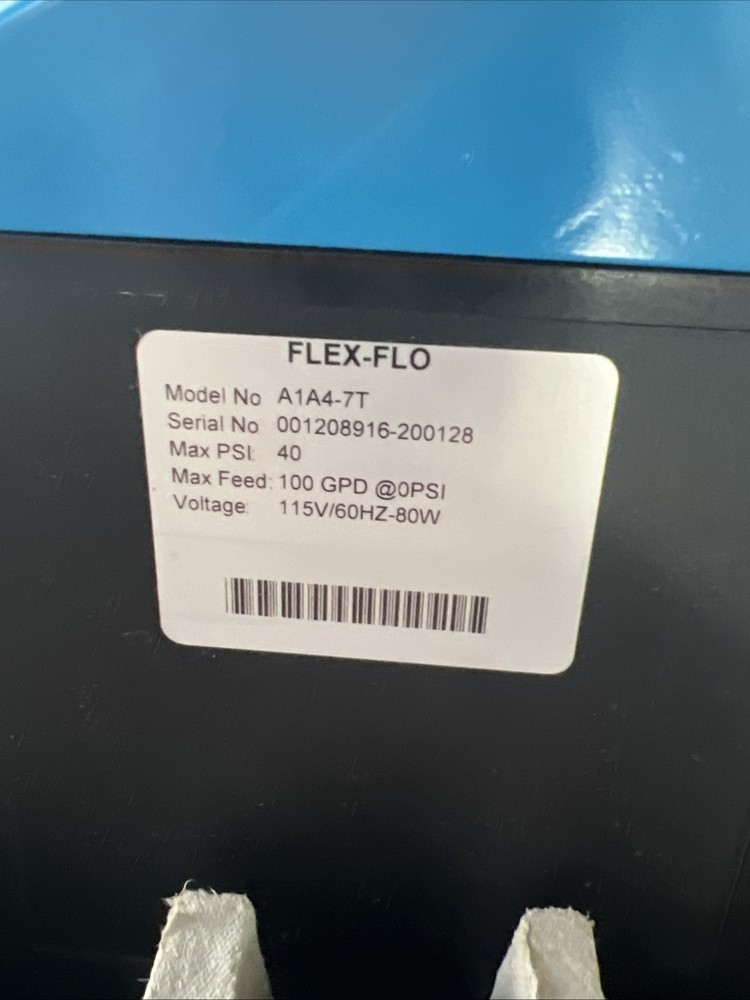 FLEX-FLO
Model No A1A4-7T
Serial No 001208916-200128
Max PSI: 40
Max Feed: 100 GPD @0PSI
Voltage: 115V/60HZ-80W